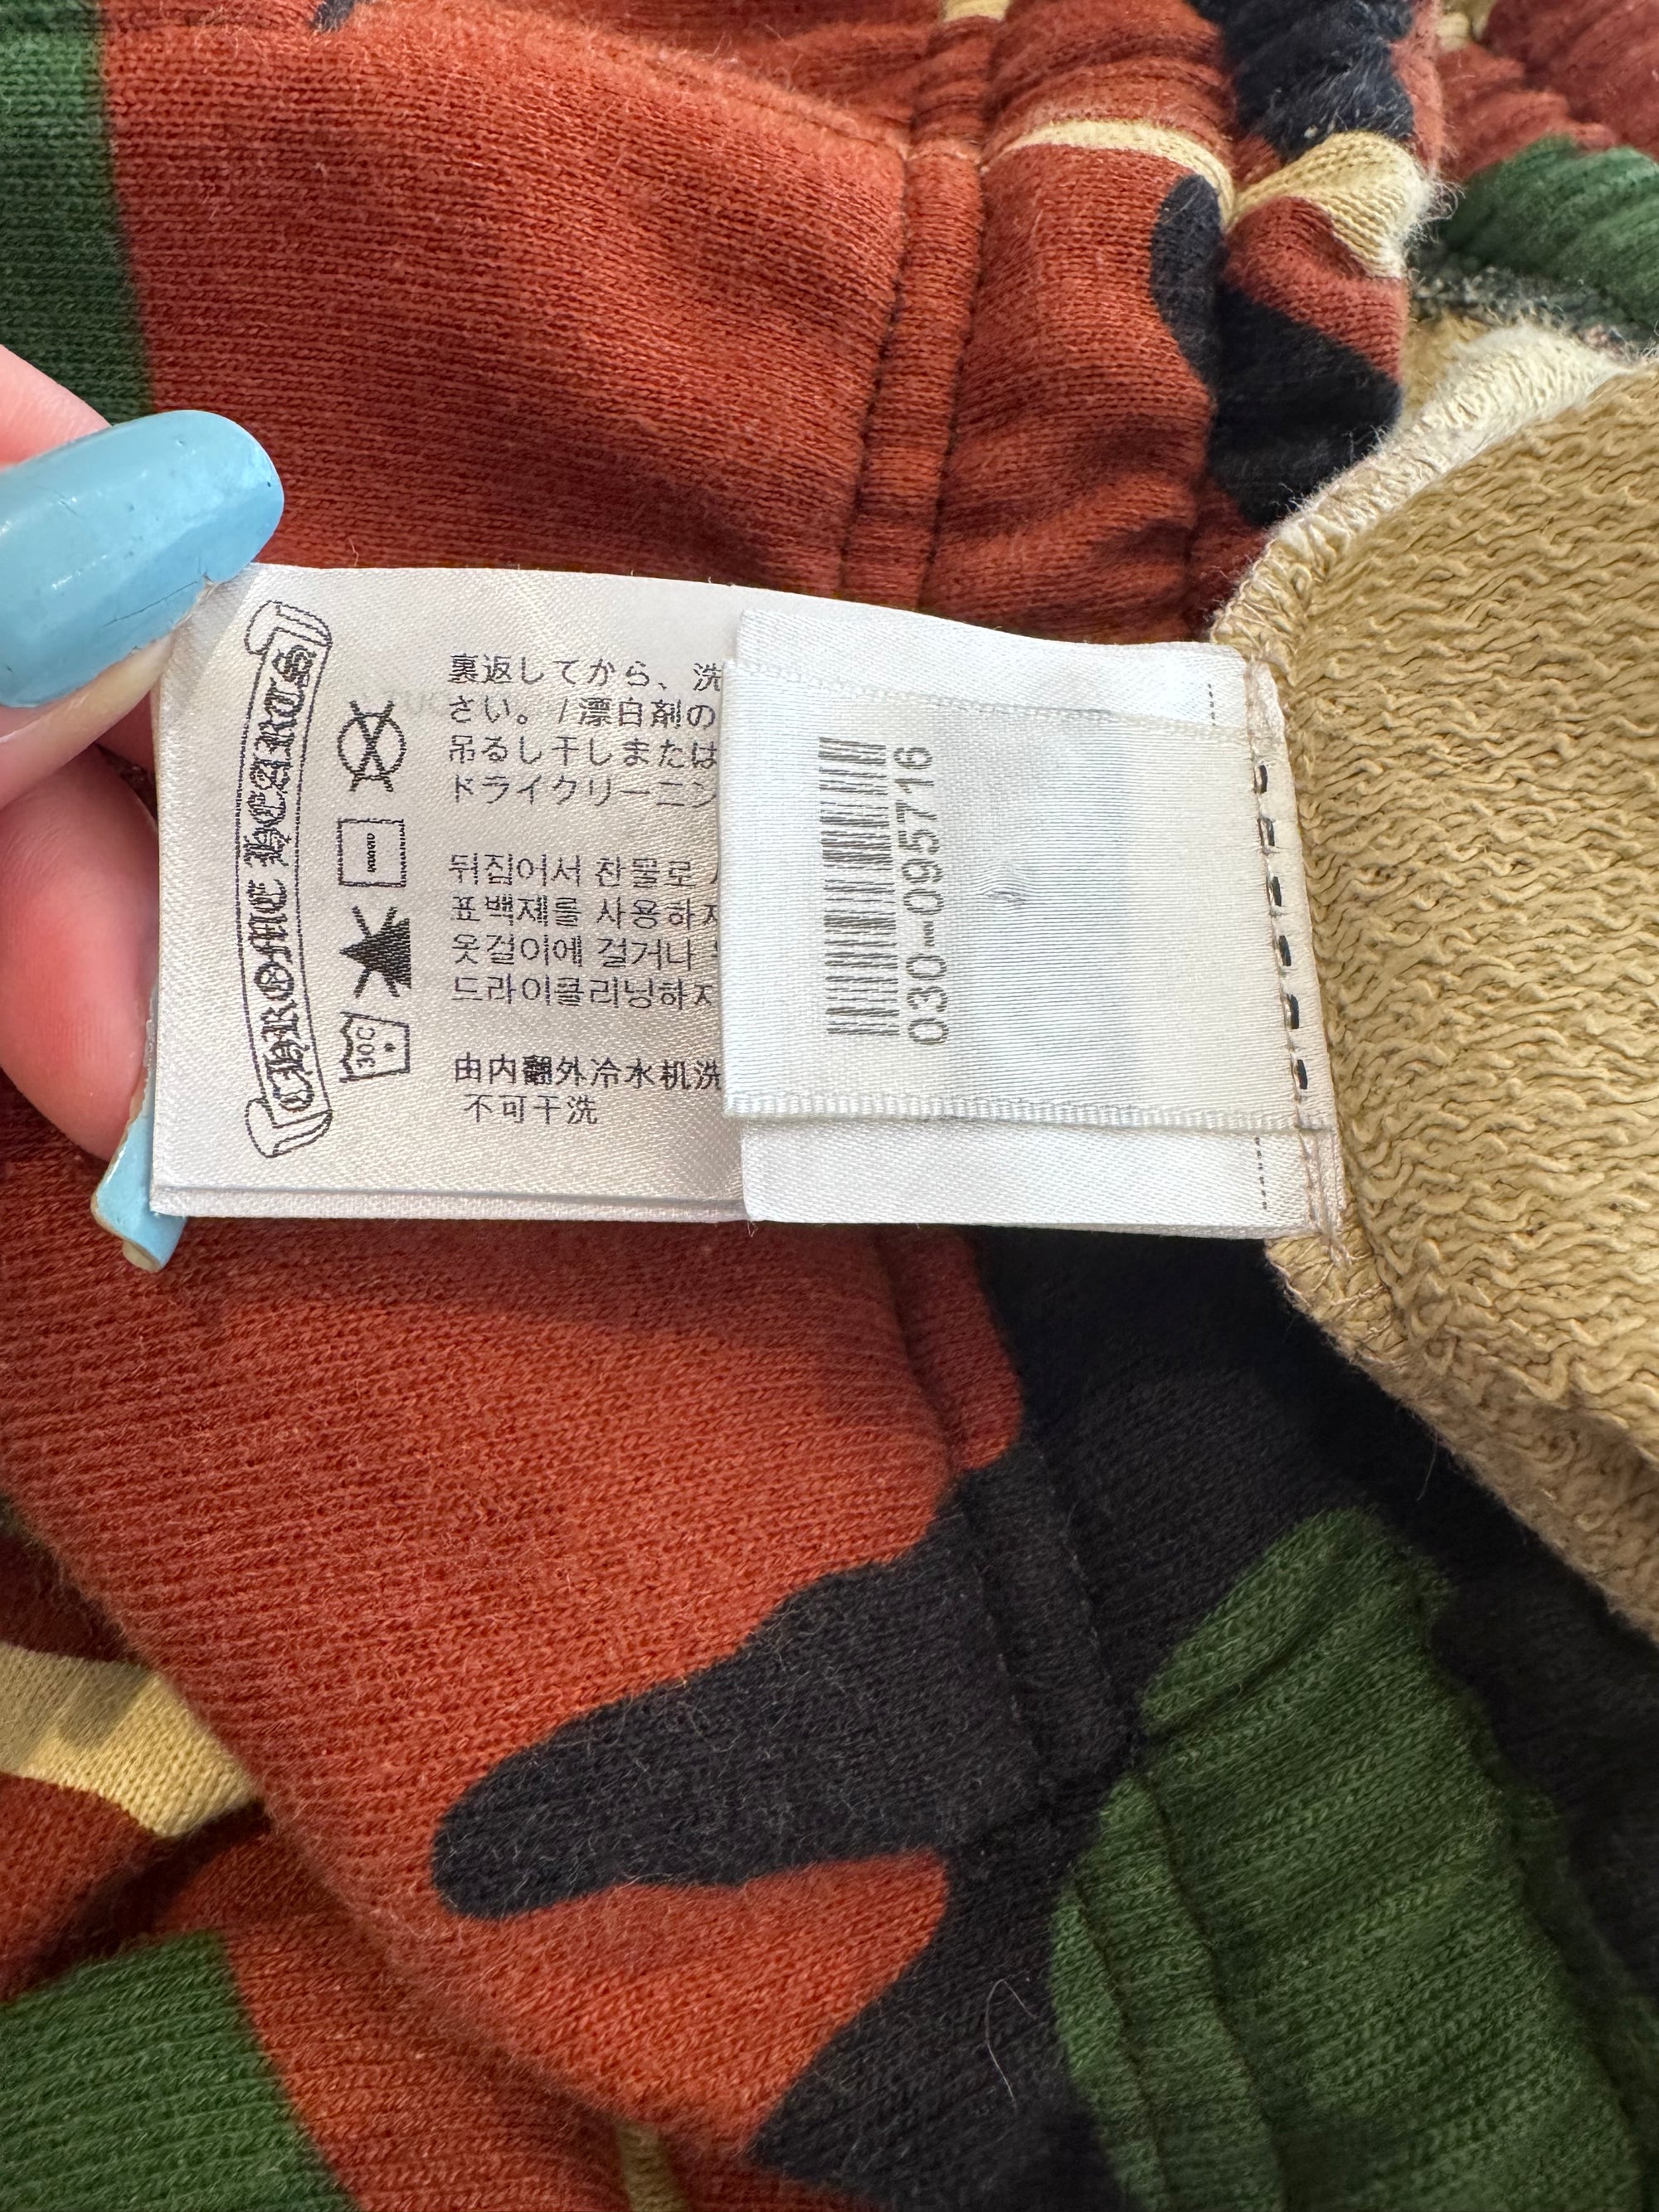 CHROME HEARTS
30C
裏返してから、洗
さい。/漂白剤の
吊るし干しまたは
ドライクリーニン
뒤집어서 찬물로
표백제를 사용하지
옷걸이에 걸거나
드라이클리닝하지
由内翻外冷水机洗
不可干洗
030-095716